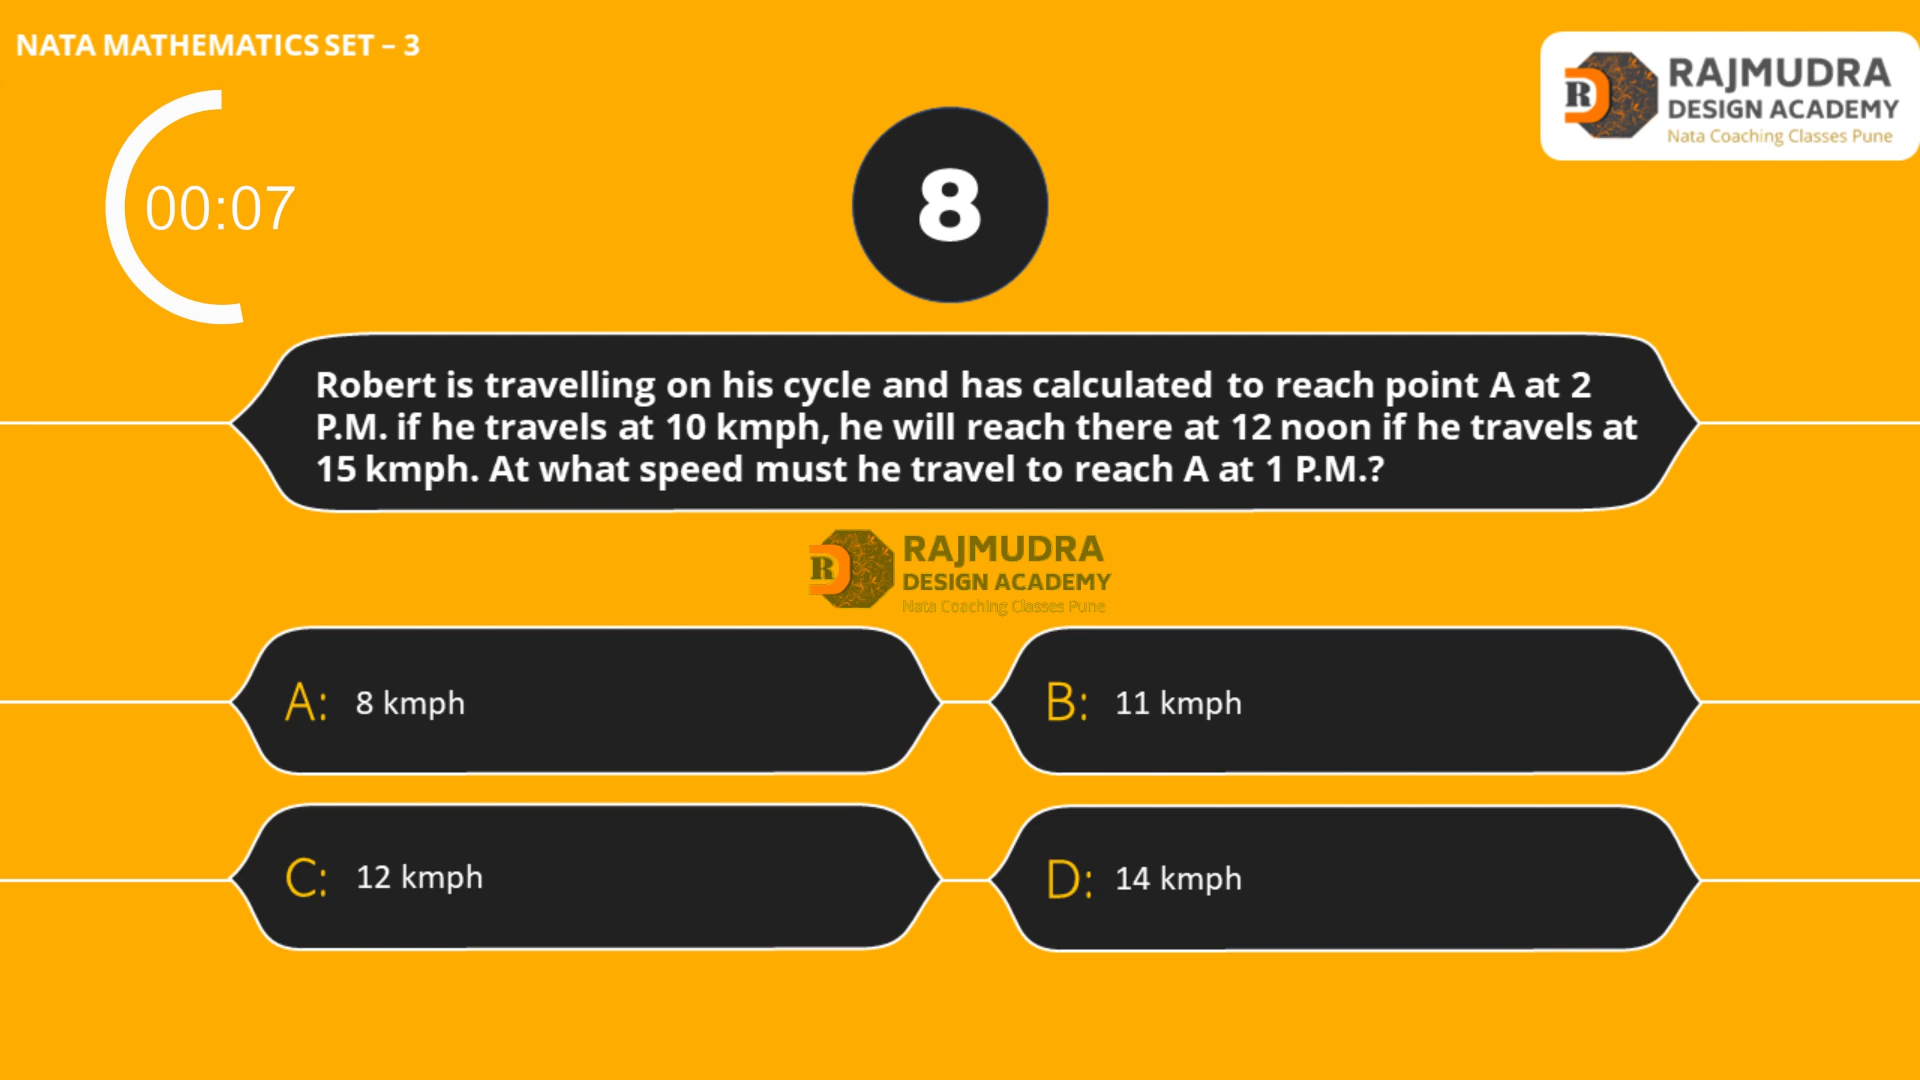 NATA MATHEMATICS SET – 3
RAJMUDRA
DESIGN ACADEMY
Nata Coaching Classes Pune
R
00:07
8
Robert is travelling on his cycle and has calculated to reach point A at 2
P.M. if he travels at 10 kmph, he will reach there at 12 noon if he travels at
15 kmph. At what speed must he travel to reach A at 1 P.M.?
R
RAJMUDRA
DESIGN ACADEMY
Nata Coaching Classes Pune
A: 8 kmph
B: 11 kmph
C: 12 kmph
D: 14 kmph